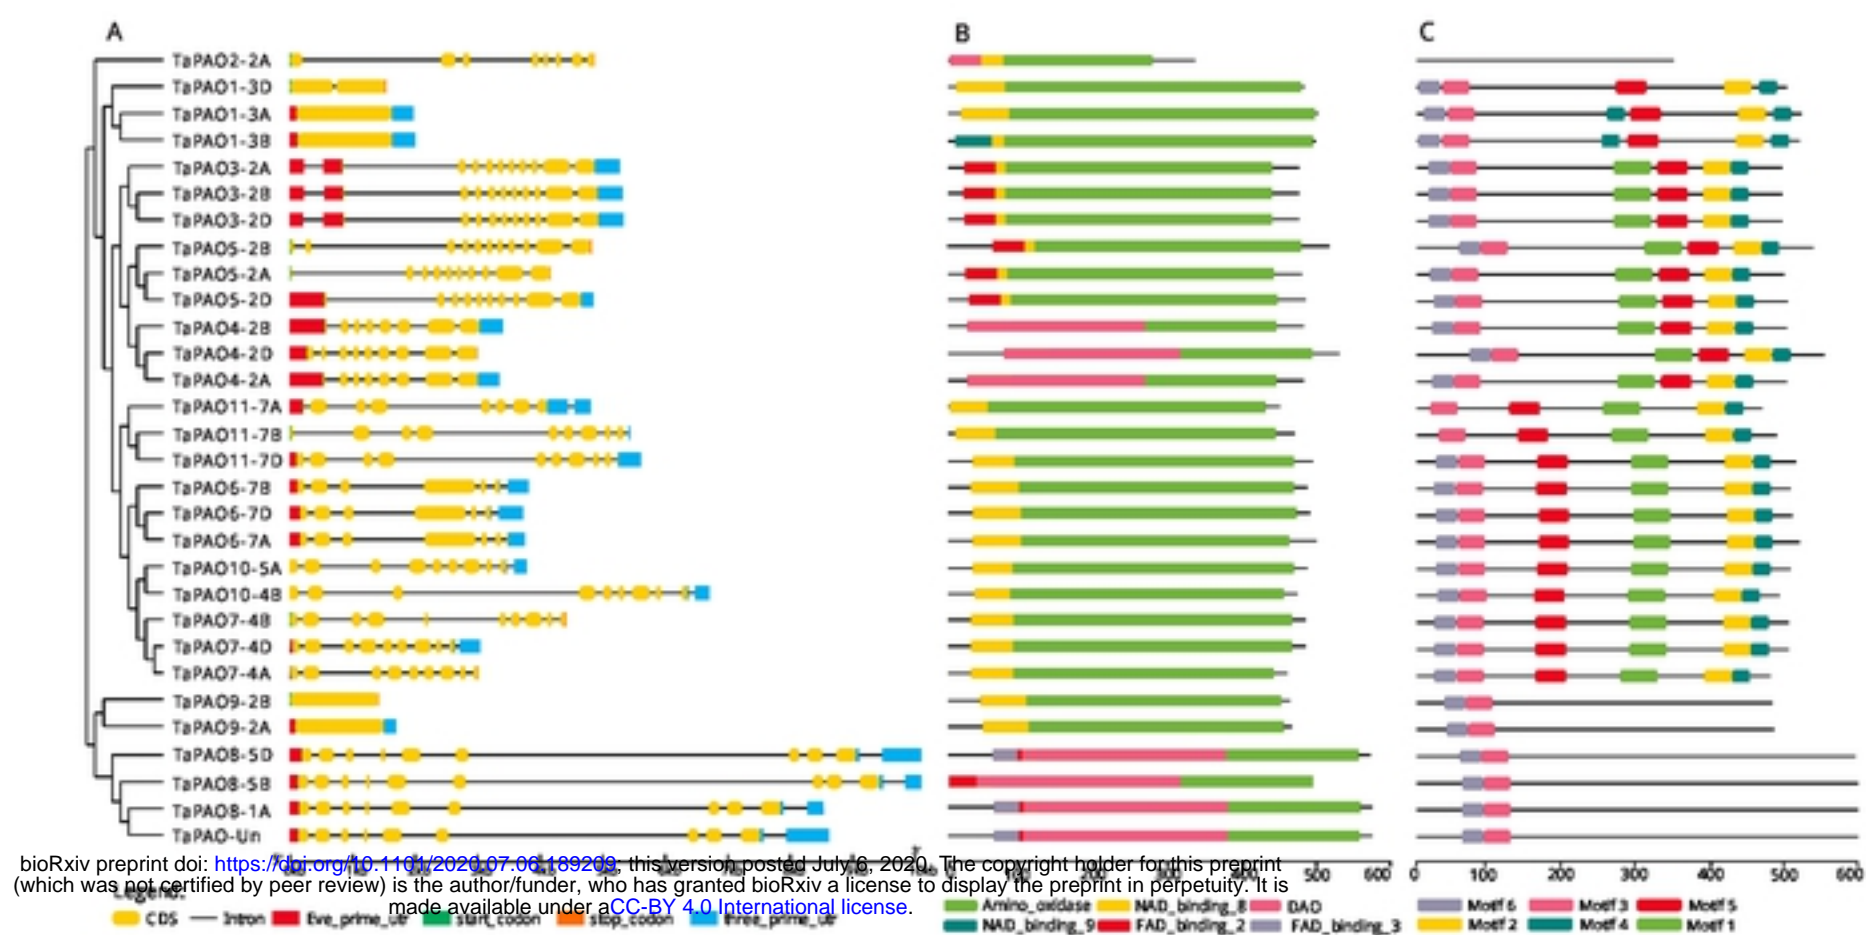 A B C
TaPAO2-2A
TaPAO1-3D
TaPAO1-3A
TaPAO1-3B
TaPAO3-2A
TaPAO3-2B
TaPAO3-2D
TaPAO5-2B
TaPAO5-2A
TaPAO5-2D
TaPAO4-2B
TaPAO4-2D
TaPAO4-2A
TaPAO11-7A
TaPAO11-7B
TaPAO11-7D
TaPAO6-7B
TaPAO6-7D
TaPAO6-7A
TaPAO10-5A
TaPAO10-4B
TaPAO7-4B
TaPAO7-4D
TaPAO7-4A
TaPAO9-2B
TaPAO9-2A
TaPAO8-5D
TaPAO8-5B
TaPAO8-1A
TaPAO-Un
bioRxiv preprint doi: https://doi.org/10.1101/2020.07.06.189209; this version posted July 6, 2020. The copyright holder for this preprint
(which was not certified by peer review) is the author/funder, who has granted bioRxiv a license to display the preprint in perpetuity. It is
made available under aCC-BY 4.0 International license.
500 600
0 100 200 300 400 500 600
Legend:
CDS Intron Eve_prime_utr start_codon stop_codon three_prime_utr
Amino_oxidase NAD_binding_8 DAO
NAD_binding_9 FAD_binding_2 FAD_binding_3
Motif 6 Motif 3 Motif 5
Motif 2 Motif 4 Motif 1